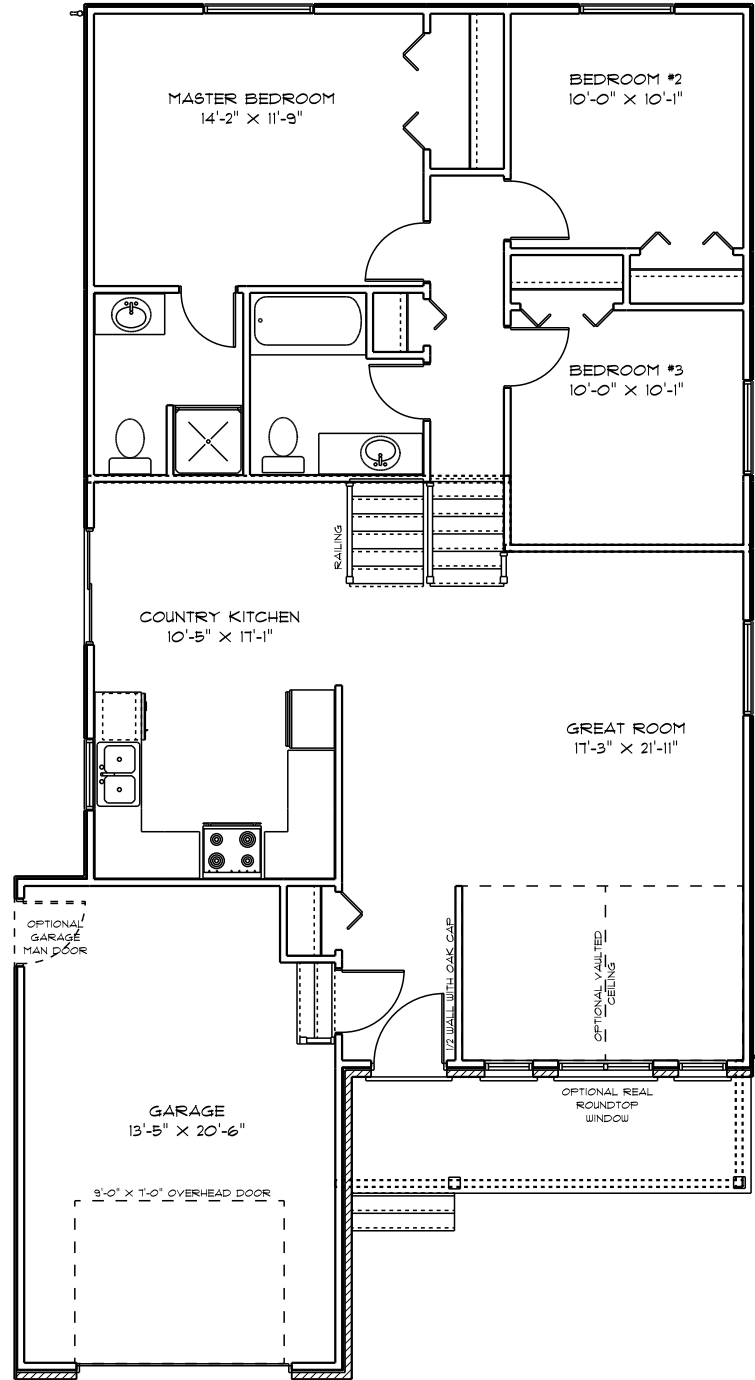 MASTER BEDROOM
14'-2" X 11'-9"
BEDROOM #2
10'-0" X 10'-1"
BEDROOM #3
10'-0" X 10'-1"
RAILING
COUNTRY KITCHEN
10'-5" X 17'-1"
GREAT ROOM
17'-3" X 21'-11"
OPTIONAL
GARAGE
MAN DOOR
1/2 WALL WITH OAK CAP
OPTIONAL VAULTED
CEILING
OPTIONAL REAL
ROUNDTOP
WINDOW
GARAGE
13'-5" X 20'-6"
9'-0" X 7'-0" OVERHEAD DOOR